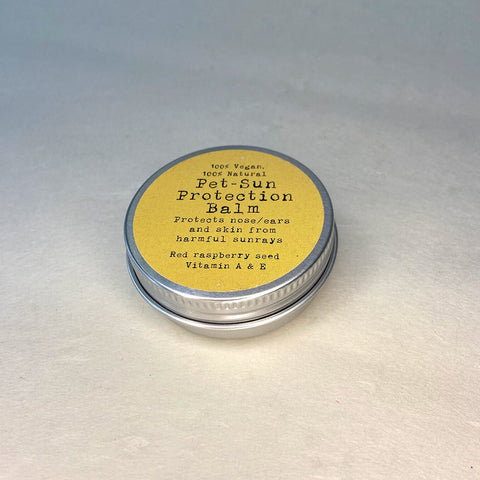 100% Vegan,
100% Natural
Pet-Sun
Protection
Balm
Protects nose/ears
and skin from
harmful sunrays
Red raspberry seed
Vitamin A & E